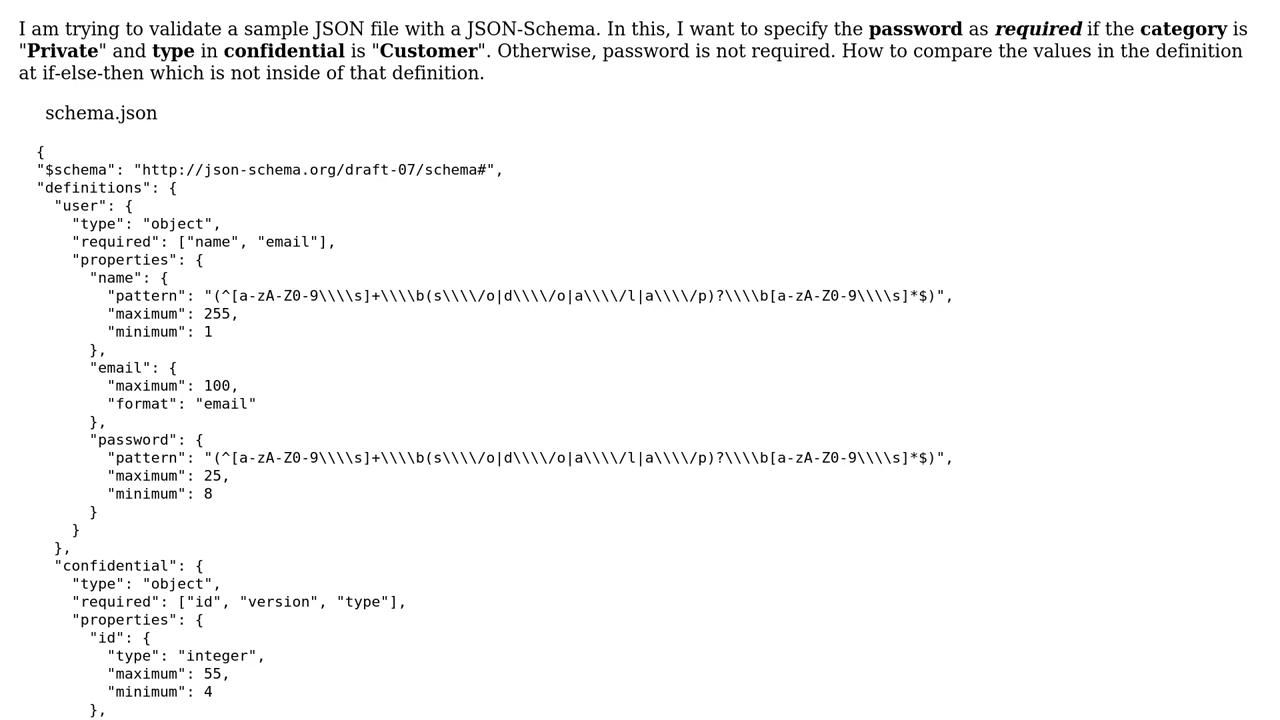 I am trying to validate a sample JSON file with a JSON-Schema. In this, I want to specify the password as required if the category is
"Private" and type in confidential is "Customer". Otherwise, password is not required. How to compare the values in the definition
at if-else-then which is not inside of that definition.
schema.json
{
"$schema": "http://json-schema.org/draft-07/schema#",
"definitions": {
"user": {
"type": "object",
"required": ["name", "email"],
"properties": {
"name": {
"pattern": "(^[a-zA-Z0-9\\\\s]+\\\\b(s\\\\/o|d\\\\/o|a\\\\/l|a\\\\/p)?\\\\b[a-zA-Z0-9\\\\s]*$)",
"maximum": 255,
"minimum": 1
},
"email": {
"maximum": 100,
"format": "email"
},
"password": {
"pattern": "(^[a-zA-Z0-9\\\\s]+\\\\b(s\\\\/o|d\\\\/o|a\\\\/l|a\\\\/p)?\\\\b[a-zA-Z0-9\\\\s]*$)",
"maximum": 25,
"minimum": 8
}
}
},
"confidential": {
"type": "object",
"required": ["id", "version", "type"],
"properties": {
"id": {
"type": "integer",
"maximum": 55,
"minimum": 4
},